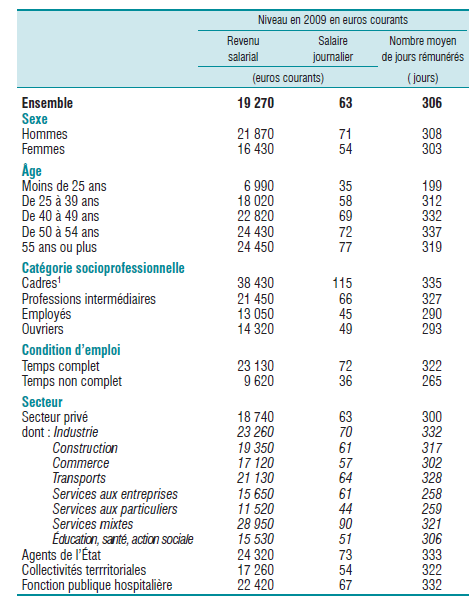 Niveau en 2009 en euros courants
Revenu salarial Salaire journalier Nombre moyen de jours rémunérés
(euros courants) ( jours)
Ensemble 19 270 63 306
Sexe
Hommes 21 870 71 308
Femmes 16 430 54 303
Âge
Moins de 25 ans 6 990 35 199
De 25 à 39 ans 18 020 58 312
De 40 à 49 ans 22 820 69 332
De 50 à 54 ans 24 430 72 337
55 ans ou plus 24 450 77 319
Catégorie socioprofessionnelle
Cadres¹ 38 430 115 335
Professions intermédiaires 21 450 66 327
Employés 13 050 45 290
Ouvriers 14 320 49 293
Condition d’emploi
Temps complet 23 130 72 322
Temps non complet 9 620 36 265
Secteur
Secteur privé 18 740 63 300
dont : Industrie 23 260 70 332
Construction 19 350 61 317
Commerce 17 120 57 302
Transports 21 130 64 328
Services aux entreprises 15 650 61 258
Services aux particuliers 11 520 44 259
Services mixtes 28 950 90 321
Éducation, santé, action sociale 15 530 51 306
Agents de l’État 24 320 73 333
Collectivités terrritoriales 17 260 54 322
Fonction publique hospitalière 22 420 67 332